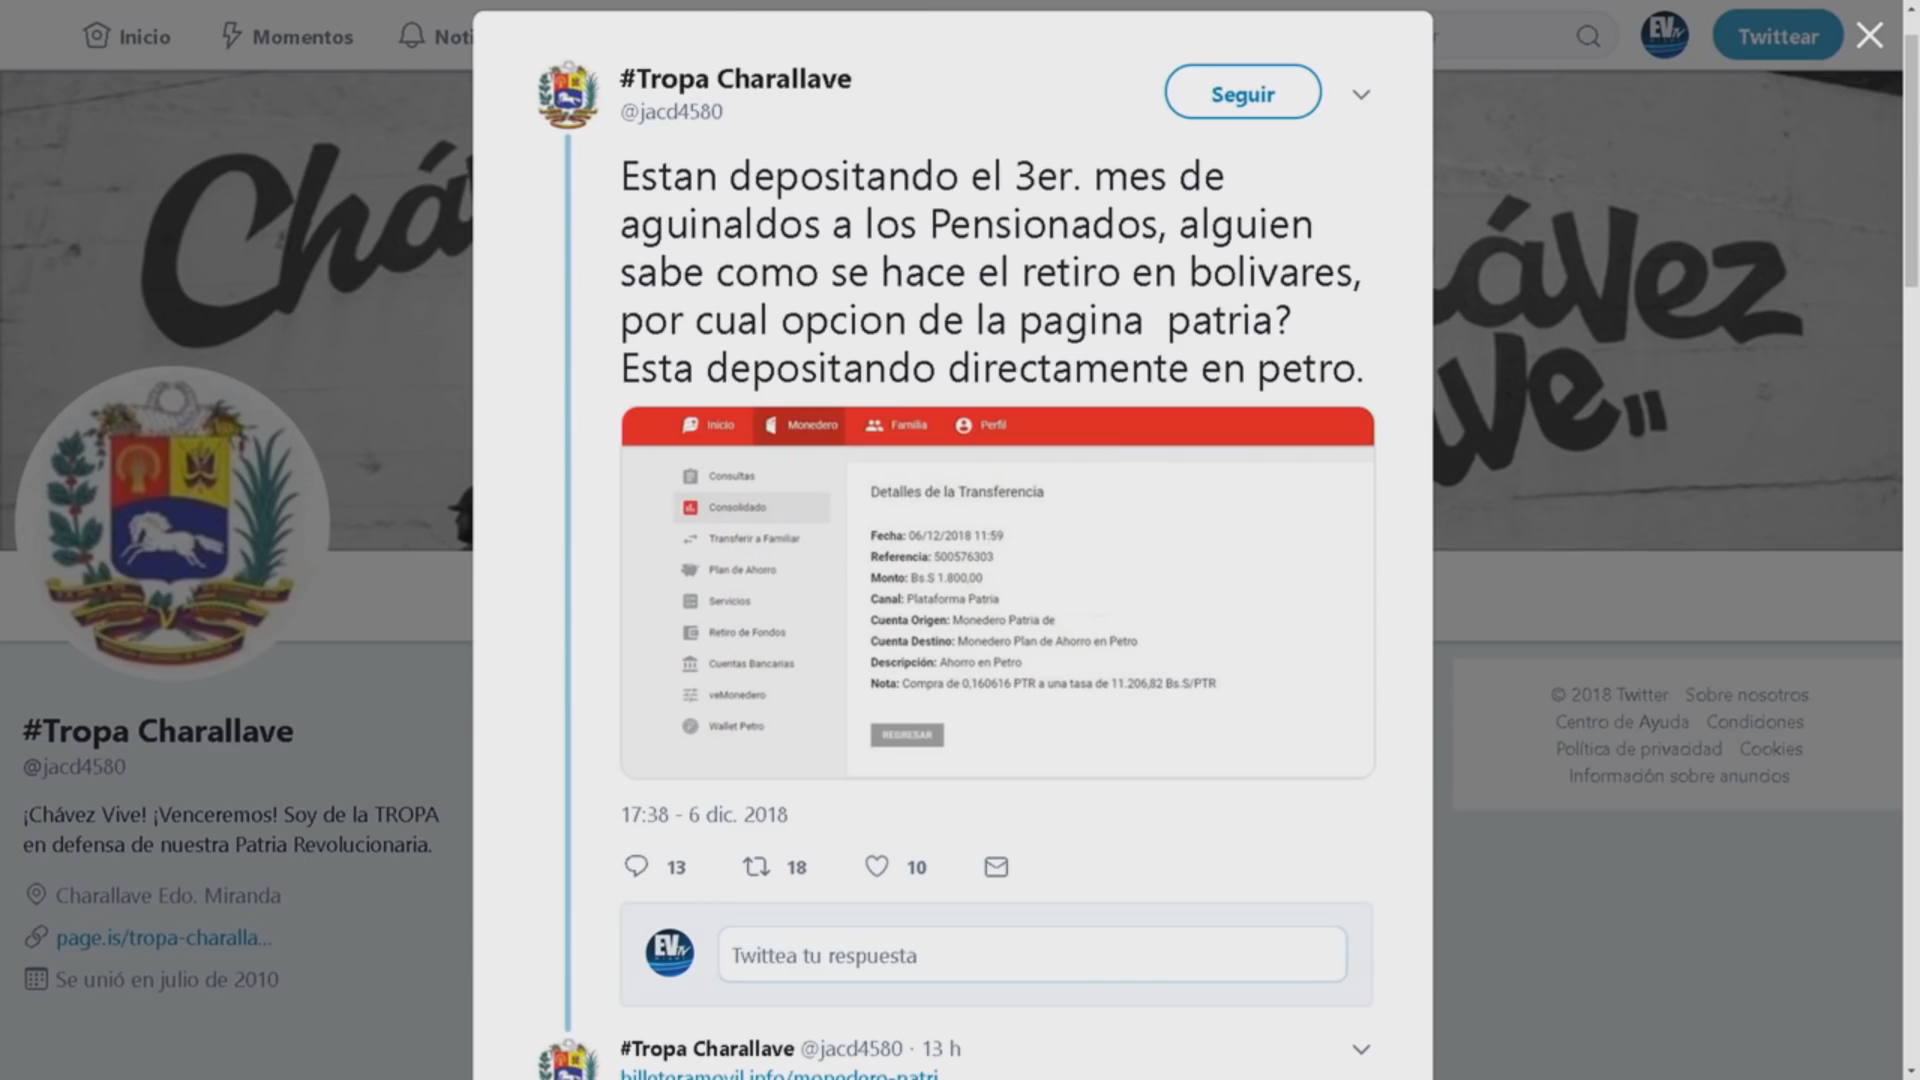 Inicio
Momentos
Noti
Twittear
#Tropa Charallave
@jacd4580
Seguir
Estan depositando el 3er. mes de
aguinaldos a los Pensionados, alguien
sabe como se hace el retiro en bolivares,
por cual opcion de la pagina patria?
Esta depositando directamente en petro.
Inicio
Monedero
Familia
Perfil
Consultas
Consolidado
Transferir a Familiar
Plan de Ahorro
Servicios
Retiro de Fondos
Cuentas Bancarias
veMonedero
Wallet Petro
Detalles de la Transferencia
Fecha: 06/12/2018 11:59
Referencia: 500576303
Monto: Bs.S 1.800,00
Canal: Plataforma Patria
Cuenta Origen: Monedero Patria de
Cuenta Destino: Monedero Plan de Ahorro en Petro
Descripción: Ahorro en Petro
Nota: Compra de 0,160616 PTR a una tasa de 11.206,82 Bs.S/PTR
REGRESAR
17:38 - 6 dic. 2018
13
18
10
EVtv
Twittea tu respuesta
#Tropa Charallave @jacd4580 · 13 h
billeteramovil.info/monedero-patri...
#Tropa Charallave
@jacd4580
¡Chávez Vive! ¡Venceremos! Soy de la TROPA
en defensa de nuestra Patria Revolucionaria.
Charallave Edo. Miranda
page.is/tropa-charalla...
Se unió en julio de 2010
© 2018 Twitter Sobre nosotros
Centro de Ayuda Condiciones
Política de privacidad Cookies
Información sobre anuncios